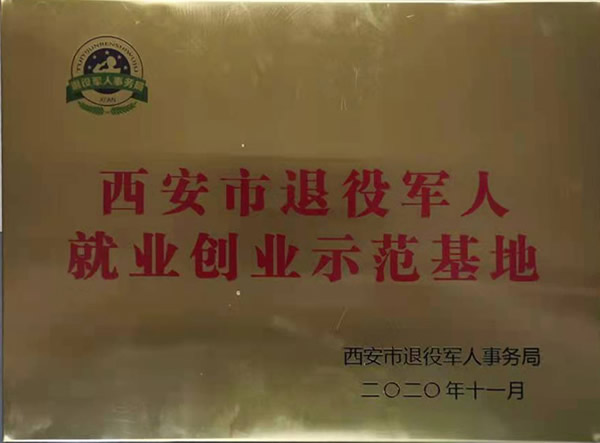 退役军人事务局
XI'AN
西安市退役军人
就业创业示范基地
西安市退役军人事务局
二〇二〇年十一月